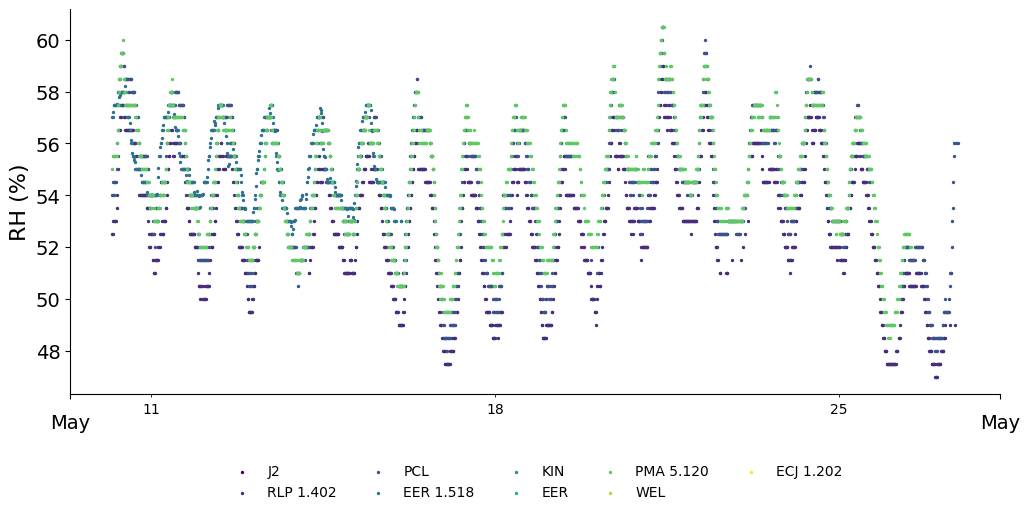 60
58
56
54
52
50
48
RH (%)
11
18
25
May
May
J2
PCL
KIN
PMA 5.120
ECJ 1.202
RLP 1.402
EER 1.518
EER
WEL